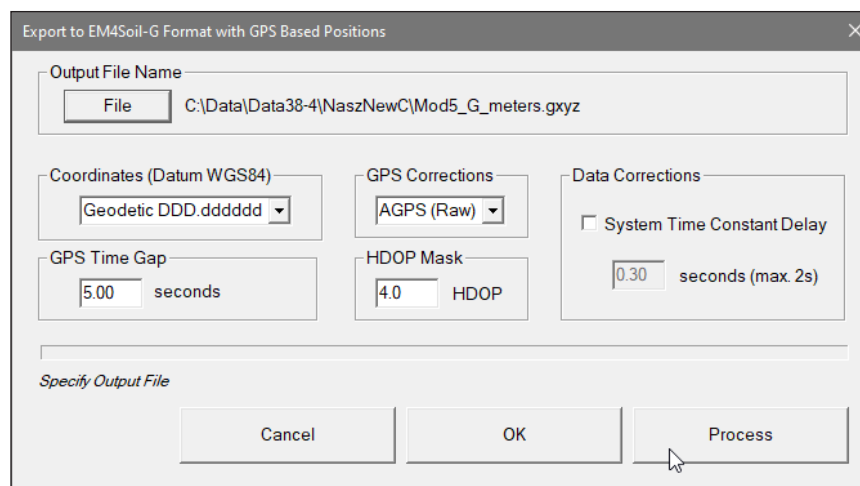 Export to EM4Soil-G Format with GPS Based Positions
Output File Name
File
C:\Data\Data38-4\NaszNewC\Mod5_G_meters.gxyz
Coordinates (Datum WGS84)
Geodetic DDD.dddddd
GPS Corrections
AGPS (Raw)
Data Corrections
System Time Constant Delay
0.30 seconds (max. 2s)
GPS Time Gap
5.00 seconds
HDOP Mask
4.0 HDOP
Specify Output File
Cancel
OK
Process